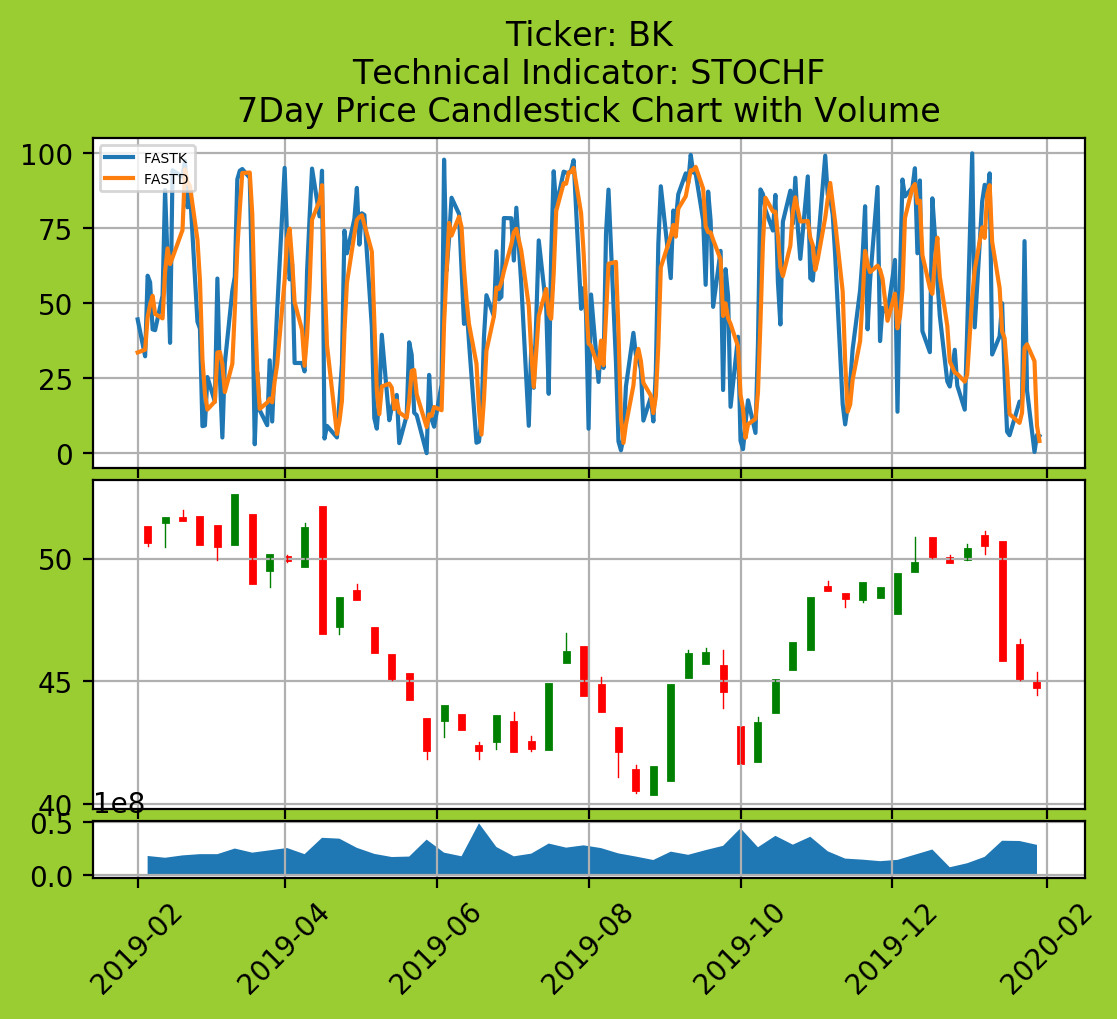 Ticker: BK
Technical Indicator: STOCHF
7Day Price Candlestick Chart with Volume
100
75
50
25
0
FASTK
FASTD
50
45
40
1e8
0.5
0.0
2019-02
2019-04
2019-06
2019-08
2019-10
2019-12
2020-02